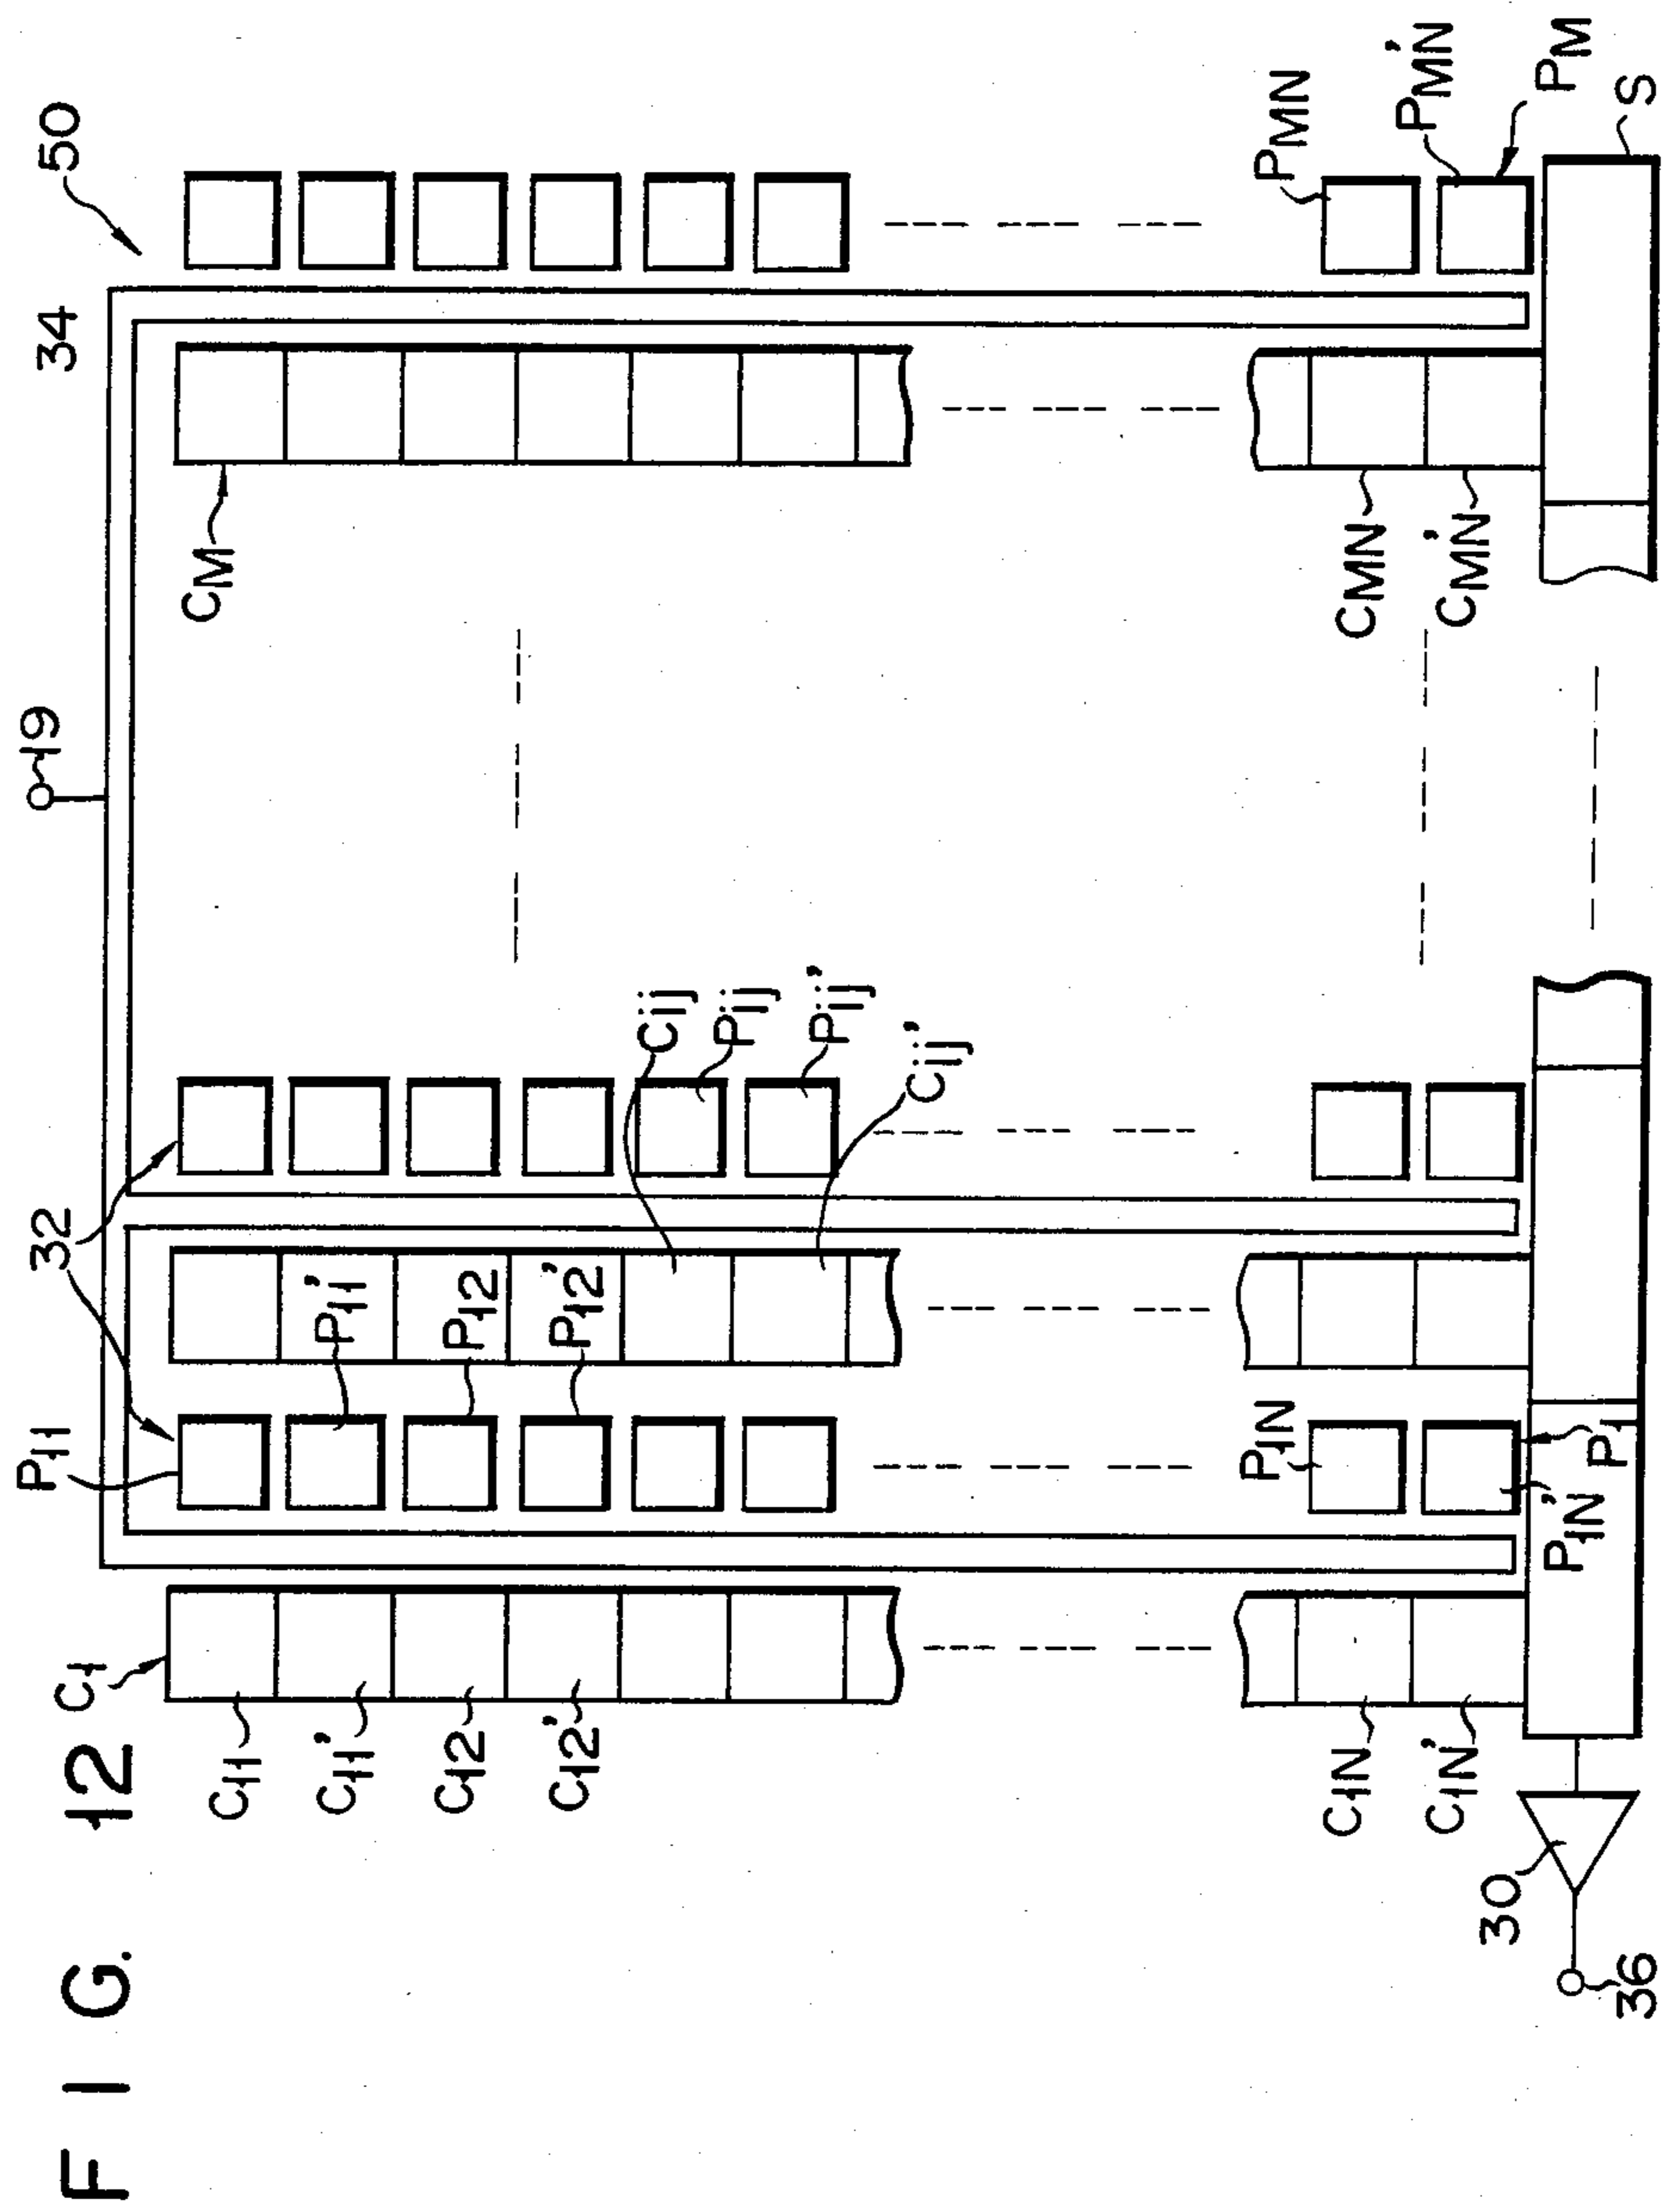 FIG. 12
19
34
50
32
P11
C1
C11
C11'
C12
C12'
P11'
P12
P12'
Cij
Pij
Pij'
Cij'
CM
PMN
PMN'
PM
S
CMN
CMN'
P1N
P1N'
P1
C1N
C1N'
30
36